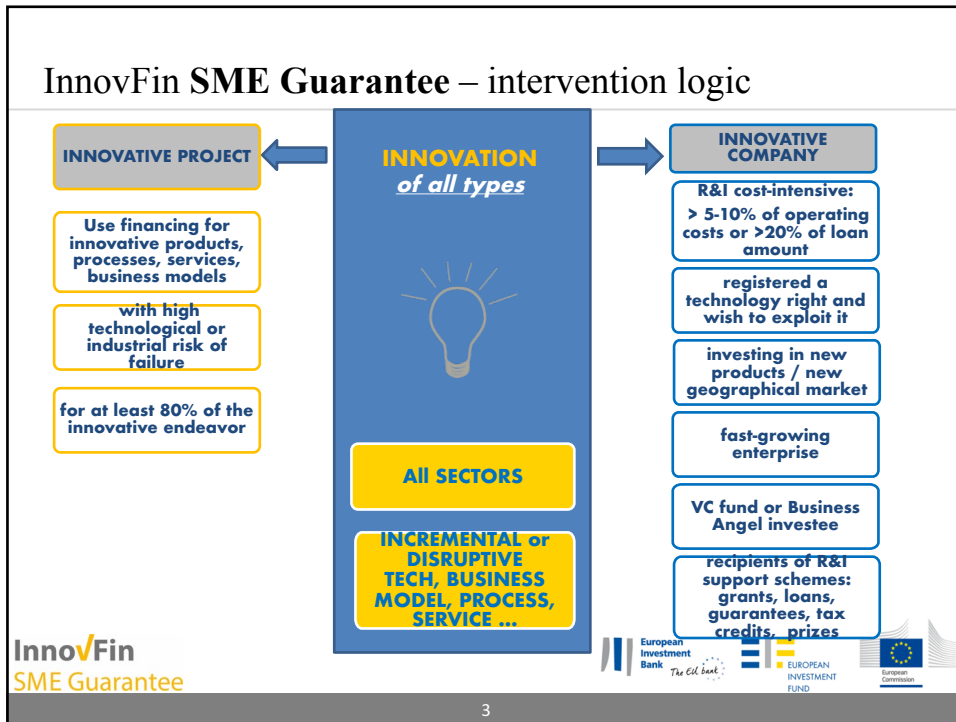 InnovFin SME Guarantee – intervention logic
INNOVATIVE PROJECT
Use financing for
innovative products,
processes, services,
business models
with high
technological or
industrial risk of
failure
for at least 80% of the
innovative endeavor
INNOVATION
of all types
All SECTORS
INCREMENTAL or
DISRUPTIVE
TECH, BUSINESS
MODEL, PROCESS,
SERVICE ...
INNOVATIVE
COMPANY
R&I cost-intensive:
> 5-10% of operating
costs or >20% of loan
amount
registered a
technology right and
wish to exploit it
investing in new
products / new
geographical market
fast-growing
enterprise
VC fund or Business
Angel investee
recipients of R&I
support schemes:
grants, loans,
guarantees, tax
credits, prizes
InnovFin
SME Guarantee
European
Investment
Bank
The EU bank
EUROPEAN
INVESTMENT
FUND
European
Commission
3